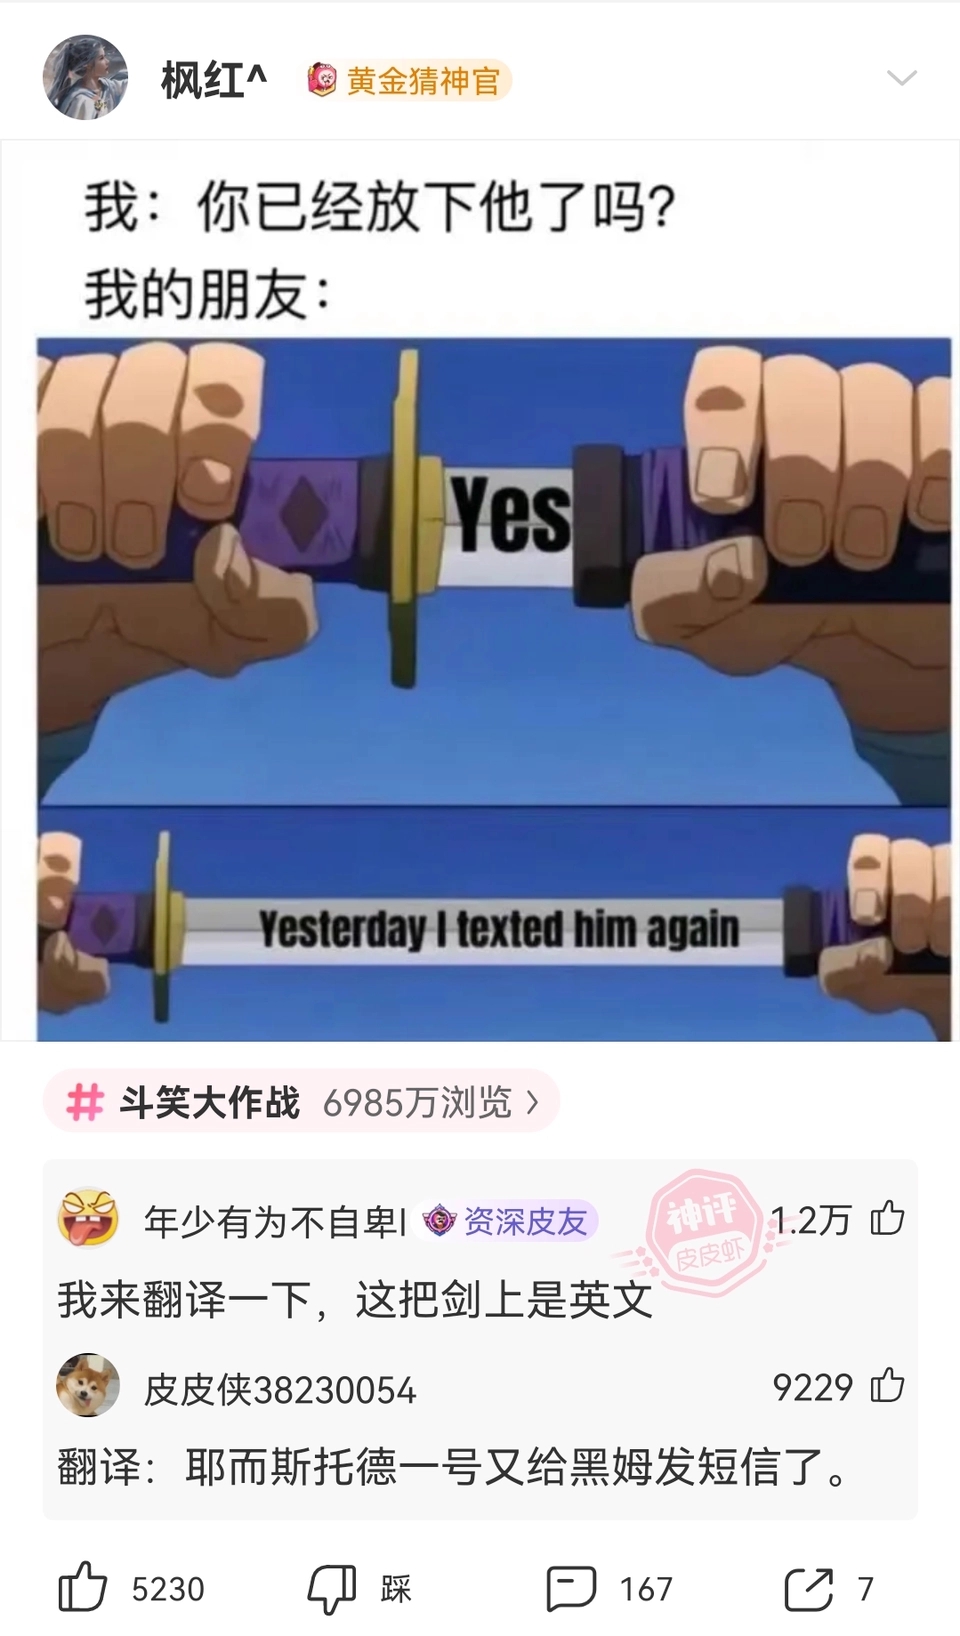 枫红^ 黄金猜神官
我：你已经放下他了吗？
我的朋友：
Yes
Yesterday I texted him again
# 斗笑大作战 6985万浏览 >
年少有为不自卑l 资深皮友 神评 皮皮虾 1.2万
我来翻译一下，这把剑上是英文
皮皮侠38230054 9229
翻译：耶而斯托德一号又给黑姆发短信了。
5230 踩 167 7